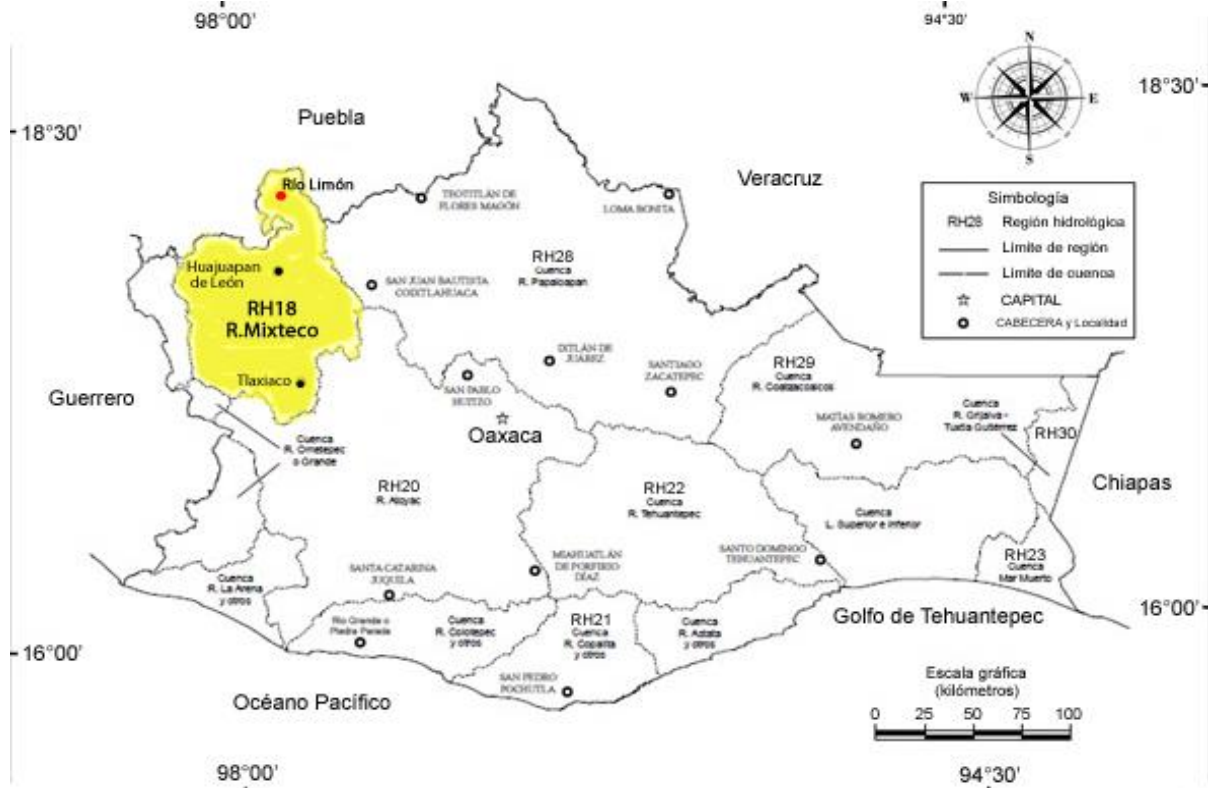 98°00'
94°30'
18°30'
18°30'
Puebla
Veracruz
N
W
E
S
Simbología
RH28 Región hidrológica
Límite de región
Límite de cuenca
CAPITAL
CABECERA y Localidad
Río Limón
TEOTITLÁN DE
FLORES MAGÓN
LOMA BONITA
Huajuapan
de León
RH18
R.Mixteco
Tlaxiaco
SAN JUAN BAUTISTA
COIXTLAHUACA
RH28
Cuenca
R. Papaloapan
IXTLÁN DE
JUÁREZ
SANTIAGO
ZACATEPEC
SAN PABLO
HUITZO
Oaxaca
RH29
Cuenca
R. Coatzacoalcos
MATÍAS ROMERO
AVENDAÑO
Cuenca
R. Grijalva -
Tuxtla Gutiérrez
RH30
Guerrero
Cuenca
R. Ometepec
o Grande
Chiapas
RH20
R. Atoyac
RH22
Cuenca
R. Tehuantepec
Cuenca
L. Superior e Inferior
RH23
Cuenca
Mar Muerto
SANTO DOMINGO
TEHUANTEPEC
MIAHUATLÁN
DE PORFIRIO
DÍAZ
SANTA CATARINA
JUQUILA
Cuenca
R. La Arena
y otros
Río Grande o
Piedra Parada
Cuenca
R. Colotepec
y otros
RH21
Cuenca
R. Copalita
y otros
Cuenca
R. Astata
y otros
SAN PEDRO
POCHUTLA
Golfo de Tehuantepec
16°00'
16°00'
Océano Pacífico
Escala gráfica
(kilómetros)
0 25 50 75 100
98°00'
94°30'